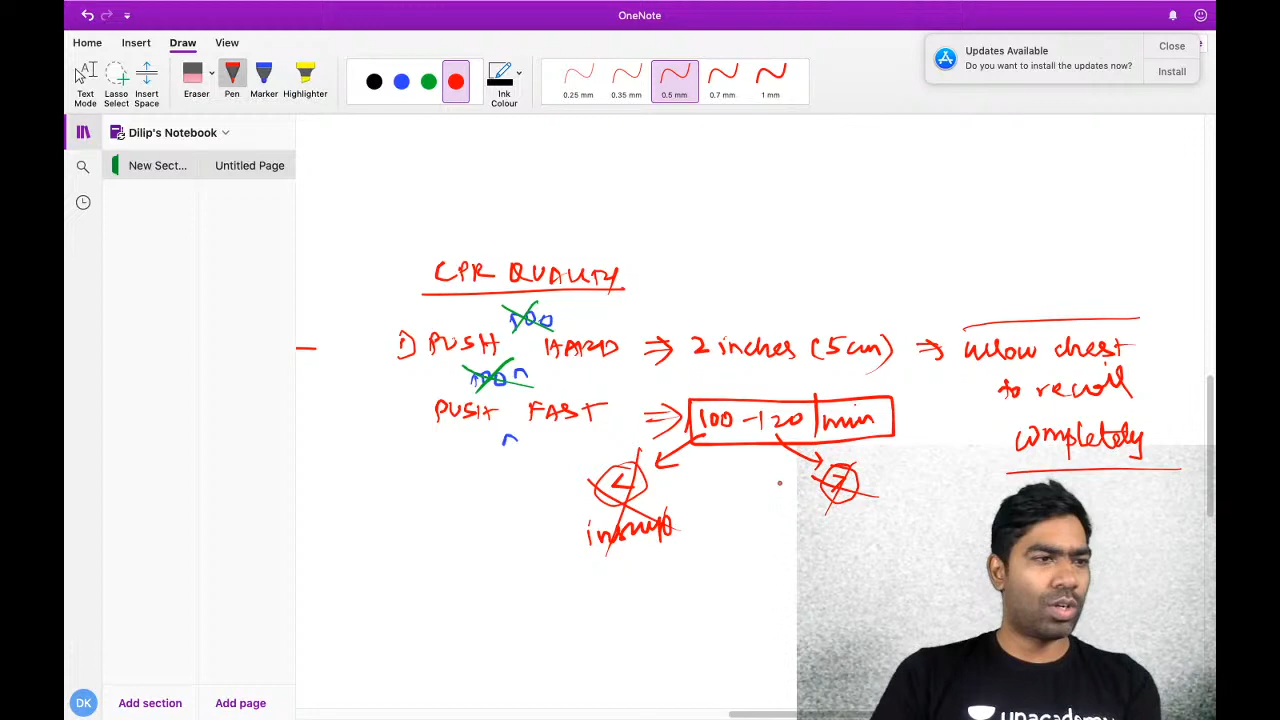 OneNote
Home Insert Draw View
Updates Available
Do you want to install the updates now?
Close
Install
Text Mode
Lasso Select
Insert Space
Eraser
Pen
Marker
Highlighter
Ink Colour
0.25 mm
0.35 mm
0.5 mm
0.7 mm
1 mm
Dilip's Notebook
New Sect...
Untitled Page
CPR QUALITY
1) PUSH HARD ⇒ 2 inches (5cm) ⇒ Allow chest
to recoil
completely
PUSH FAST ⇒ 100-120/min
<
>
unacademy
DK
Add section
Add page